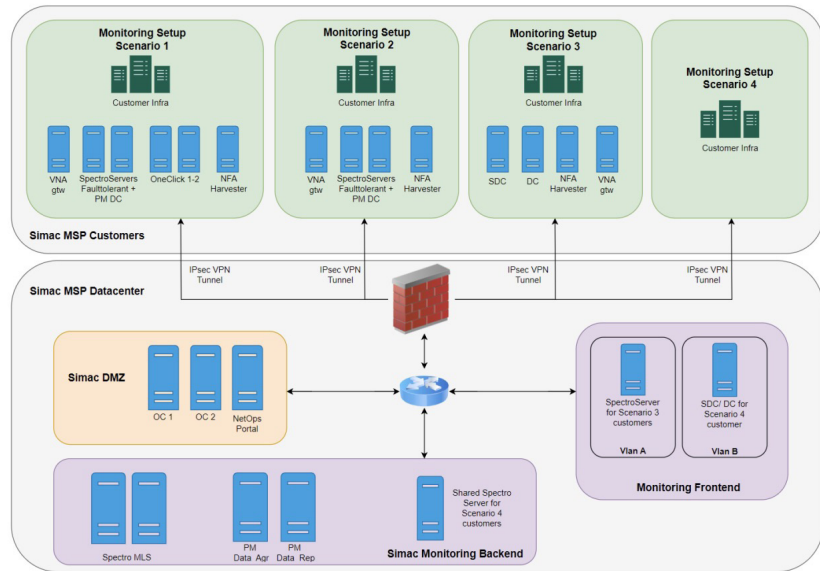 Monitoring Setup
Scenario 1
Customer Infra
VNA
gtw
SpectroServers
Faulttolerant +
PM DC
OneClick 1-2
NFA
Harvester
Monitoring Setup
Scenario 2
Customer Infra
VNA
gtw
SpectroServers
Faulttolerant +
PM DC
NFA
Harvester
Monitoring Setup
Scenario 3
Customer Infra
SDC
DC
NFA
Harvester
VNA
gtw
Monitoring Setup
Scenario 4
Customer Infra
Simac MSP Customers
IPsec VPN
Tunnel
IPsec VPN
Tunnel
IPsec VPN
Tunnel
IPsec VPN
Tunnel
Simac MSP Datacenter
Simac DMZ
OC 1
OC 2
NetOps
Portal
SpectroServer
for Scenario 3
customers
Vlan A
SDC/ DC for
Scenario 4
customer
Vlan B
Monitoring Frontend
Spectro MLS
PM
Data_Agr
PM
Data_Rep
Shared Spectro
Server for
Scenario 4
customers
Simac Monitoring Backend